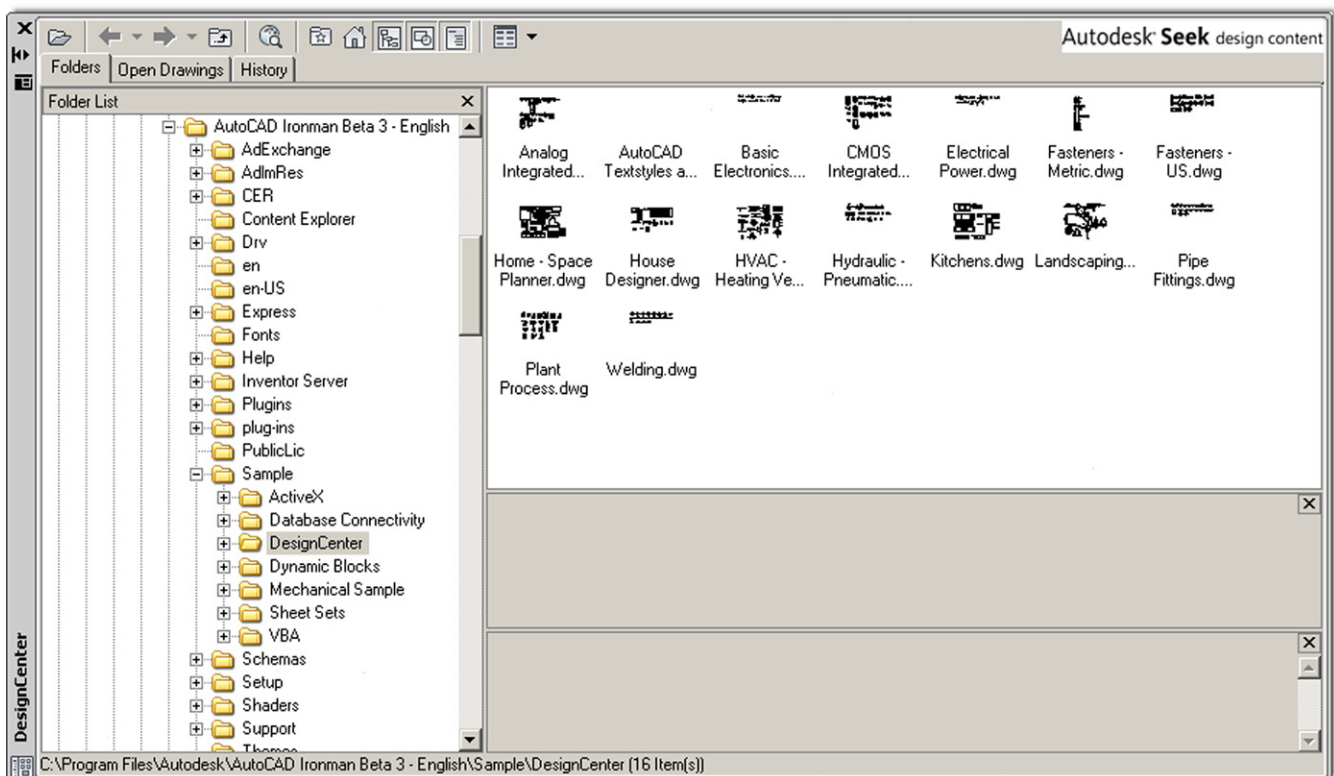 Autodesk® Seek design content
Folders
Open Drawings
History
Folder List
AutoCAD Ironman Beta 3 - English
AdExchange
AdlmRes
CER
Content Explorer
Drv
en
en-US
Express
Fonts
Help
Inventor Server
Plugins
plug-ins
PublicLic
Sample
ActiveX
Database Connectivity
DesignCenter
Dynamic Blocks
Mechanical Sample
Sheet Sets
VBA
Schemas
Setup
Shaders
Support
Themes
Analog
Integrated...
AutoCAD
Textstyles a...
Basic
Electronics....
CMOS
Integrated...
Electrical
Power.dwg
Fasteners -
Metric.dwg
Fasteners -
US.dwg
Home - Space
Planner.dwg
House
Designer.dwg
HVAC -
Heating Ve...
Hydraulic -
Pneumatic....
Kitchens.dwg
Landscaping...
Pipe
Fittings.dwg
Plant
Process.dwg
Welding.dwg
DesignCenter
C:\Program Files\Autodesk\AutoCAD Ironman Beta 3 - English\Sample\DesignCenter (16 Item(s))